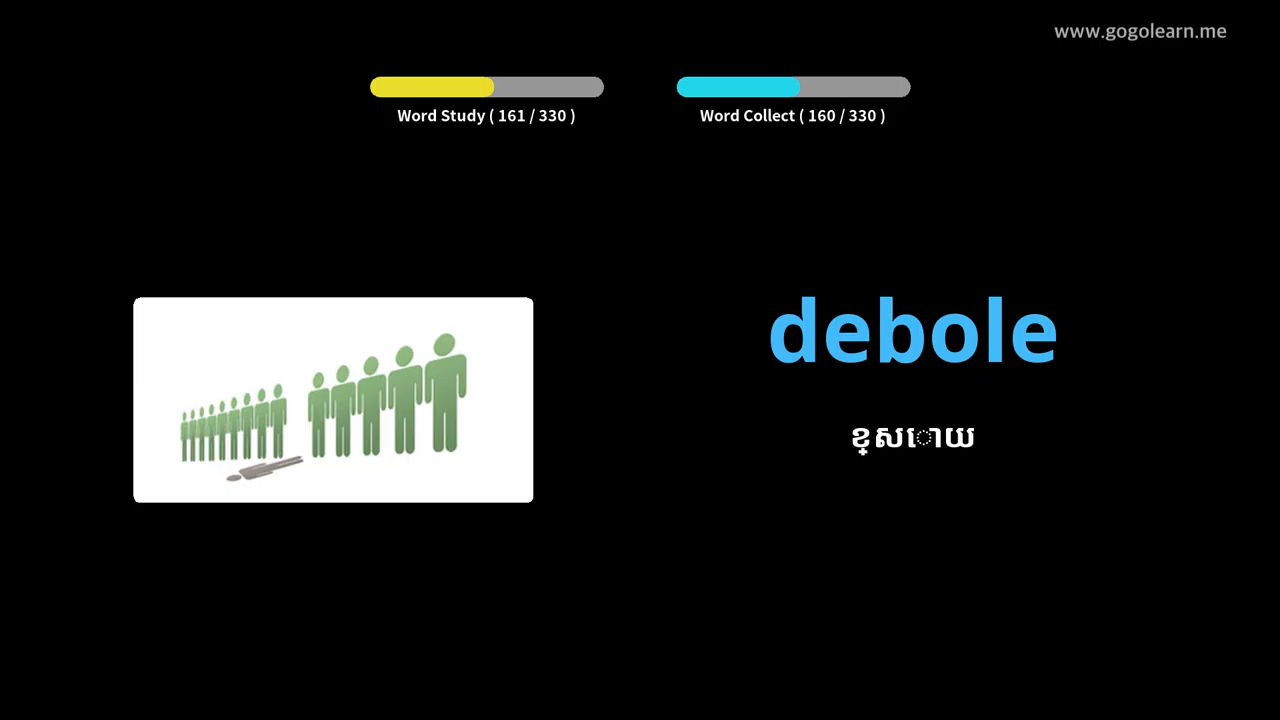 www.gogolearn.me
Word Study ( 161 / 330 )
Word Collect ( 160 / 330 )
debole
ខ្សោយ